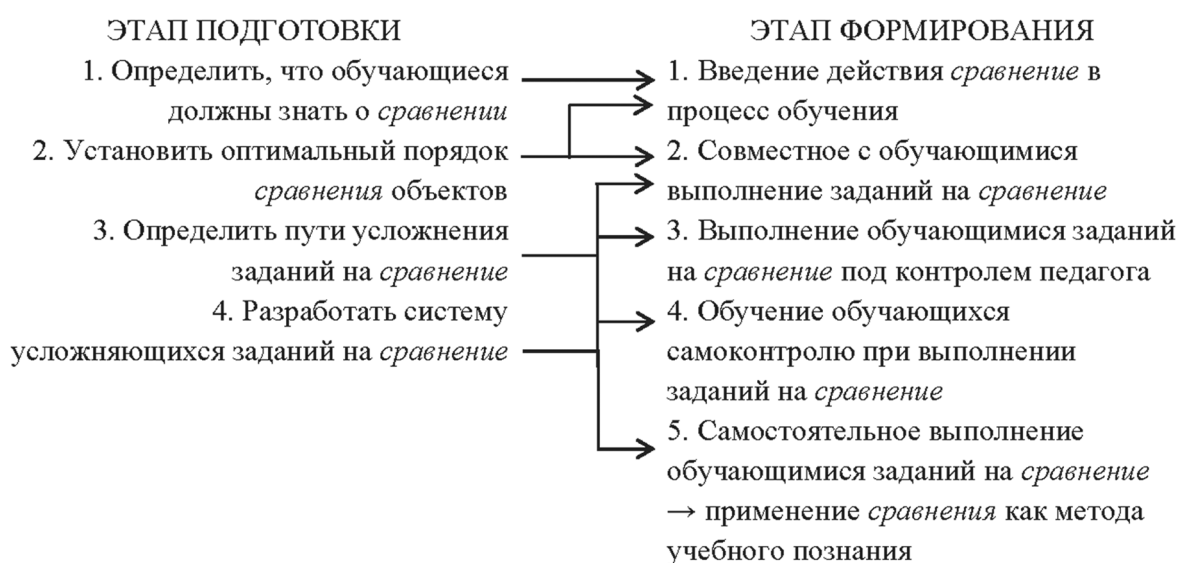 ЭТАП ПОДГОТОВКИ
1. Определить, что обучающиеся
должны знать о сравнении
2. Установить оптимальный порядок
сравнения объектов
3. Определить пути усложнения
заданий на сравнение
4. Разработать систему
усложняющихся заданий на сравнение
ЭТАП ФОРМИРОВАНИЯ
1. Введение действия сравнение в
процесс обучения
2. Совместное с обучающимися
выполнение заданий на сравнение
3. Выполнение обучающимися заданий
на сравнение под контролем педагога
4. Обучение обучающихся
самоконтролю при выполнении
заданий на сравнение
5. Самостоятельное выполнение
обучающимися заданий на сравнение
→ применение сравнения как метода
учебного познания